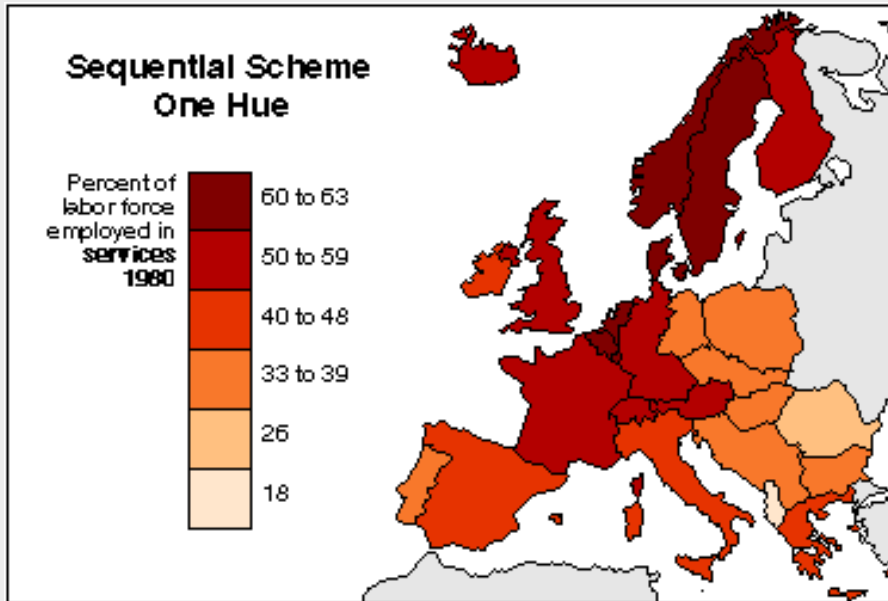 Sequential Scheme
One Hue
Percent of
labor force
employed in
services
1980
60 to 63
50 to 59
40 to 48
33 to 39
26
18